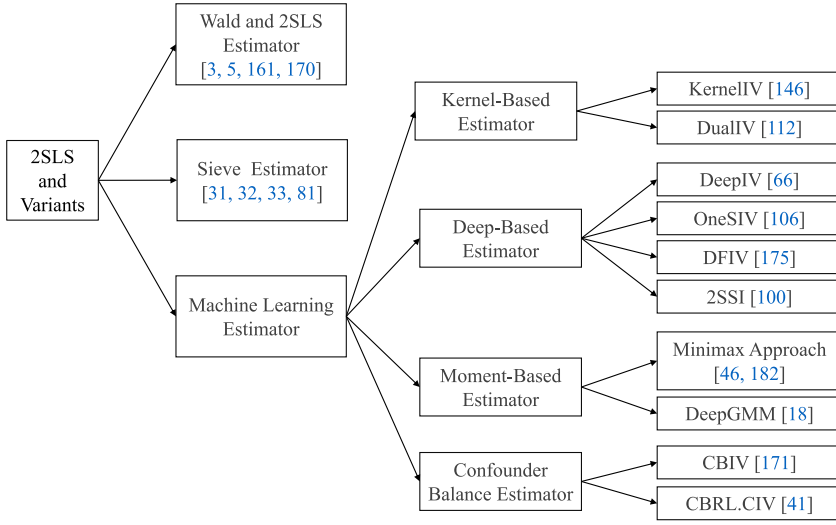 2SLS
and
Variants
Wald and 2SLS
Estimator
[3, 5, 161, 170]
Sieve Estimator
[31, 32, 33, 81]
Machine Learning
Estimator
Kernel-Based
Estimator
Deep-Based
Estimator
Moment-Based
Estimator
Confounder
Balance Estimator
KernelIV [146]
DualIV [112]
DeepIV [66]
OneSIV [106]
DFIV [175]
2SSI [100]
Minimax Approach
[46, 182]
DeepGMM [18]
CBIV [171]
CBRL.CIV [41]